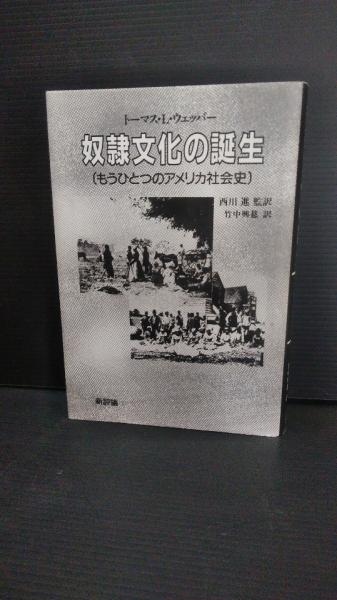 トーマス・L・ウェッバー
奴隷文化の誕生
(もうひとつのアメリカ社会史)
西川 進 監訳
竹中興慈 訳
新評論